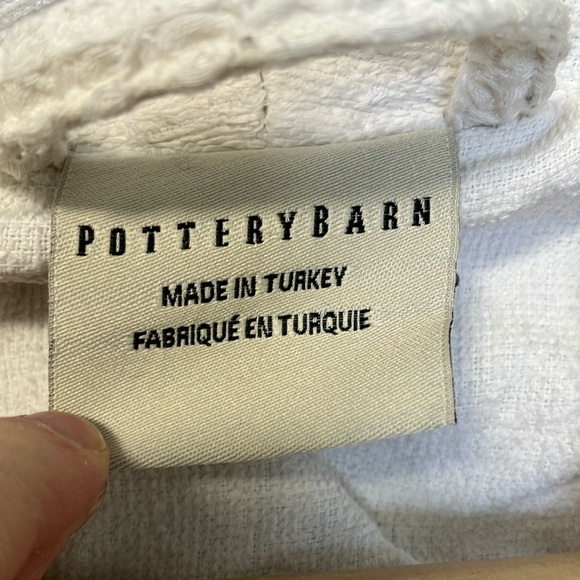 POTTERYBARN
MADE IN TURKEY
FABRIQUÉ EN TURQUIE